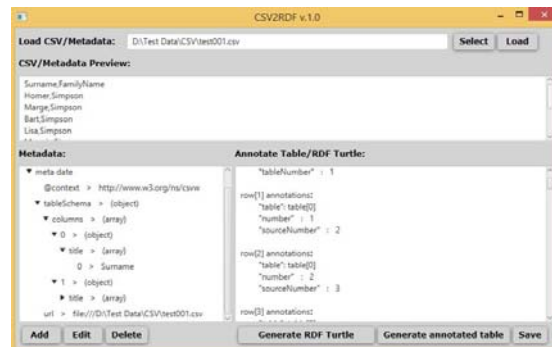 CSV2RDF v.1.0
Load CSV/Metadata: D:\Test Data\CSV\test001.csv Select Load
CSV/Metadata Preview:
Surname,FamilyName
Homer,Simpson
Marge,Simpson
Bart,Simpson
Lisa,Simpson
Metadata:
▼ meta date
@context > http://www.w3.org/ns/csvw
▼ tableSchema > (object)
▼ columns > (array)
▼ 0 > (object)
▼ title > (array)
0 > Surname
▼ 1 > (object)
▶ title > (array)
url > file:///D:\Test Data\CSV\test001.csv
Add Edit Delete
Annotate Table/RDF Turtle:
"tableNumber" : 1
row[1] annotations:
"table": table[0]
"number" : 1
"sourceNumber" : 2
row[2] annotations:
"table": table[0]
"number" : 2
"sourceNumber" : 3
row[3] annotations:
Generate RDF Turtle Generate annotated table Save